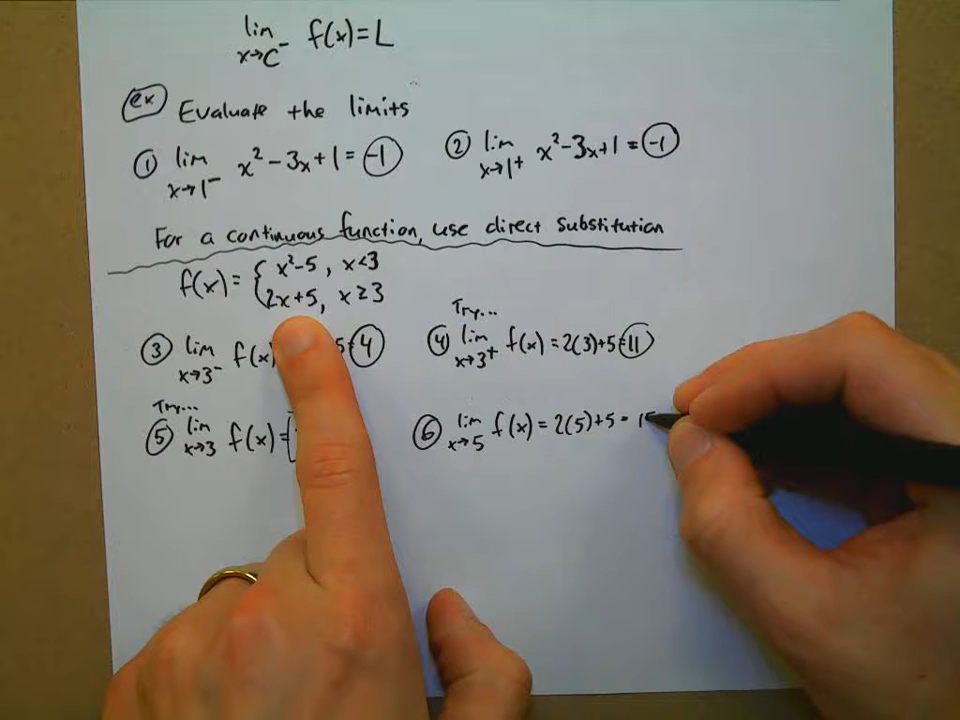 lim f(x)=L
x→c⁻
ex Evaluate the limits
① lim x²-3x+1=-1
x→1⁻
② lim x²-3x+1=-1
x→1⁺
For a continuous function, use direct substitution
f(x)={ x²-5, x<3
2x+5, x≥3
③ lim f(x) 5=4
x→3⁻
Try...
④ lim f(x)=2(3)+5=11
x→3⁺
Try...
⑤ lim f(x)=
x→3
⑥ lim f(x)=2(5)+5=15
x→5